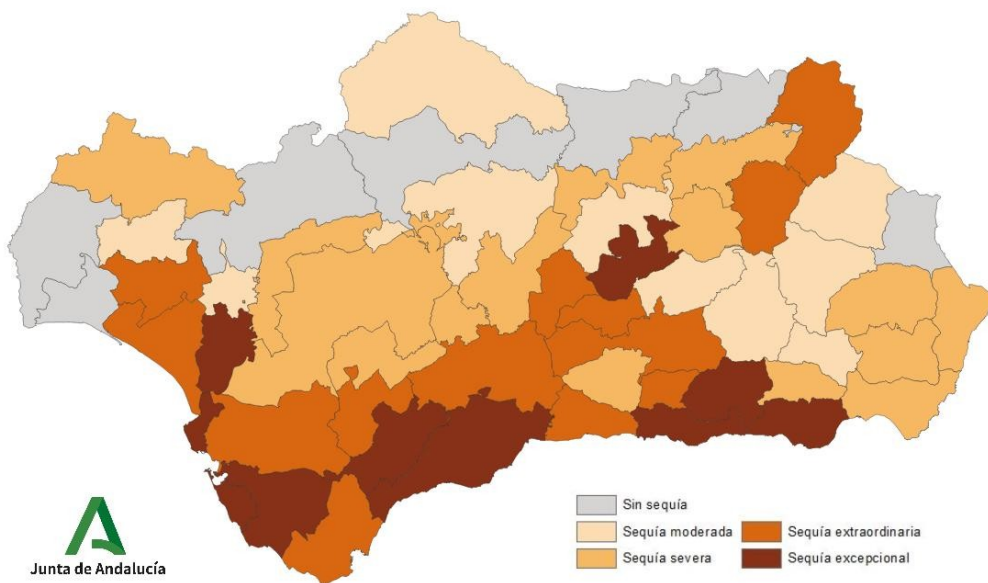 Sin sequía
Sequía moderada
Sequía extraordinaria
Sequía severa
Sequía excepcional
Junta de Andalucía